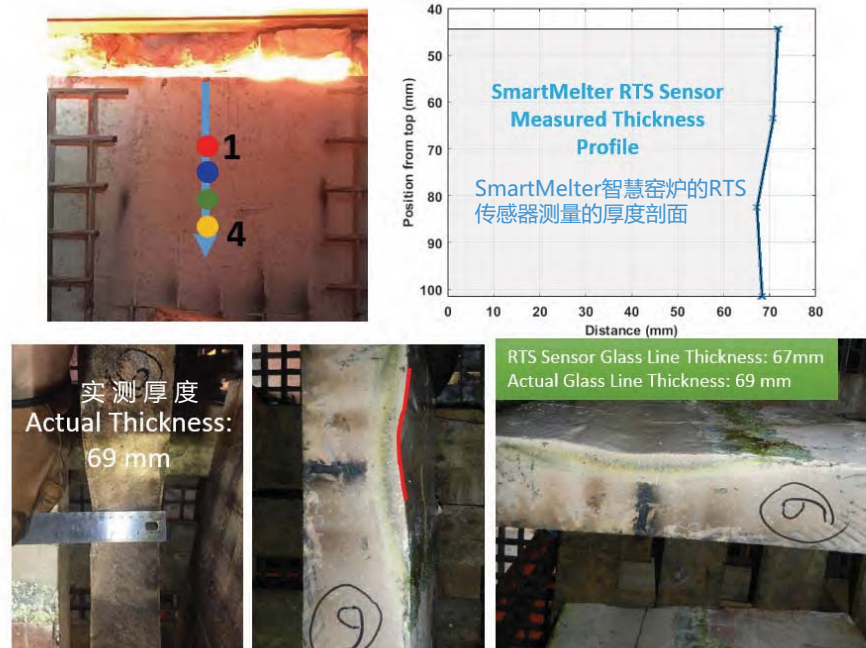 1
4
40
50
60
70
80
90
100
Position from top (mm)
SmartMelter RTS Sensor
Measured Thickness
Profile
SmartMelter智慧窑炉的RTS
传感器测量的厚度剖面
0 10 20 30 40 50 60 70 80
Distance (mm)
实测厚度
Actual Thickness:
69 mm
RTS Sensor Glass Line Thickness: 67mm
Actual Glass Line Thickness: 69 mm